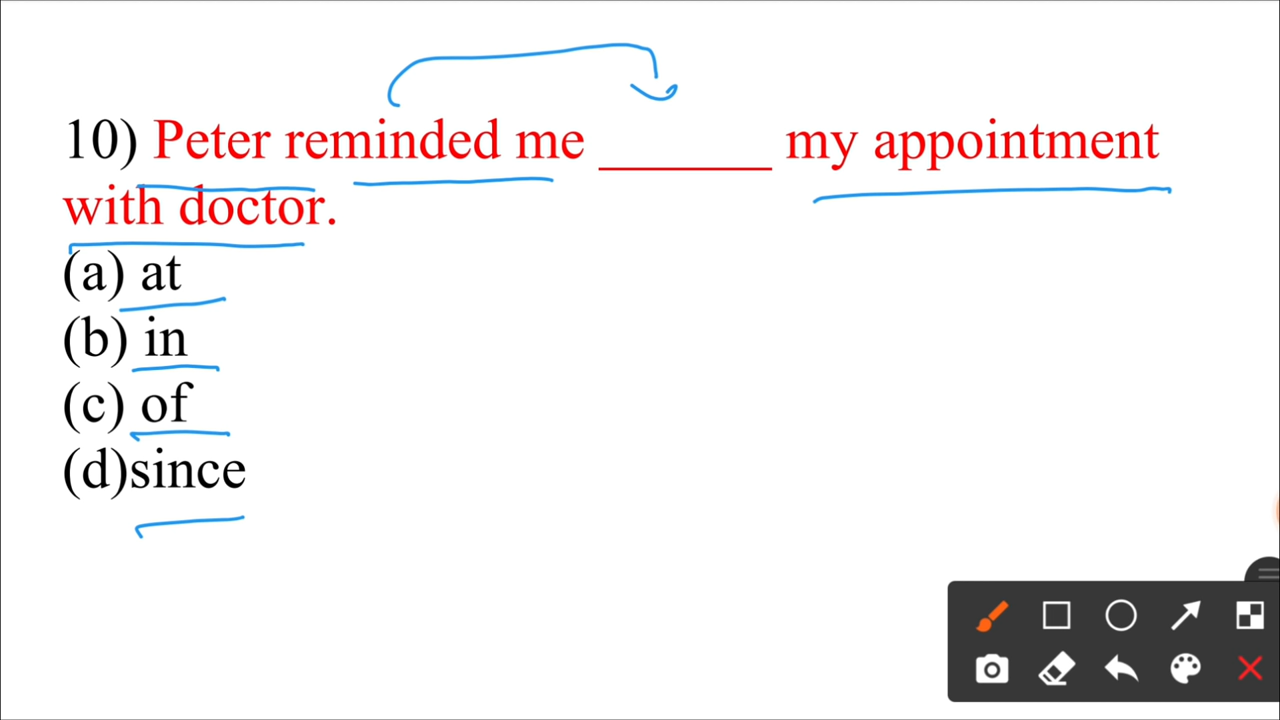 10) Peter reminded me _______ my appointment
with doctor.
(a) at
(b) in
(c) of
(d)since